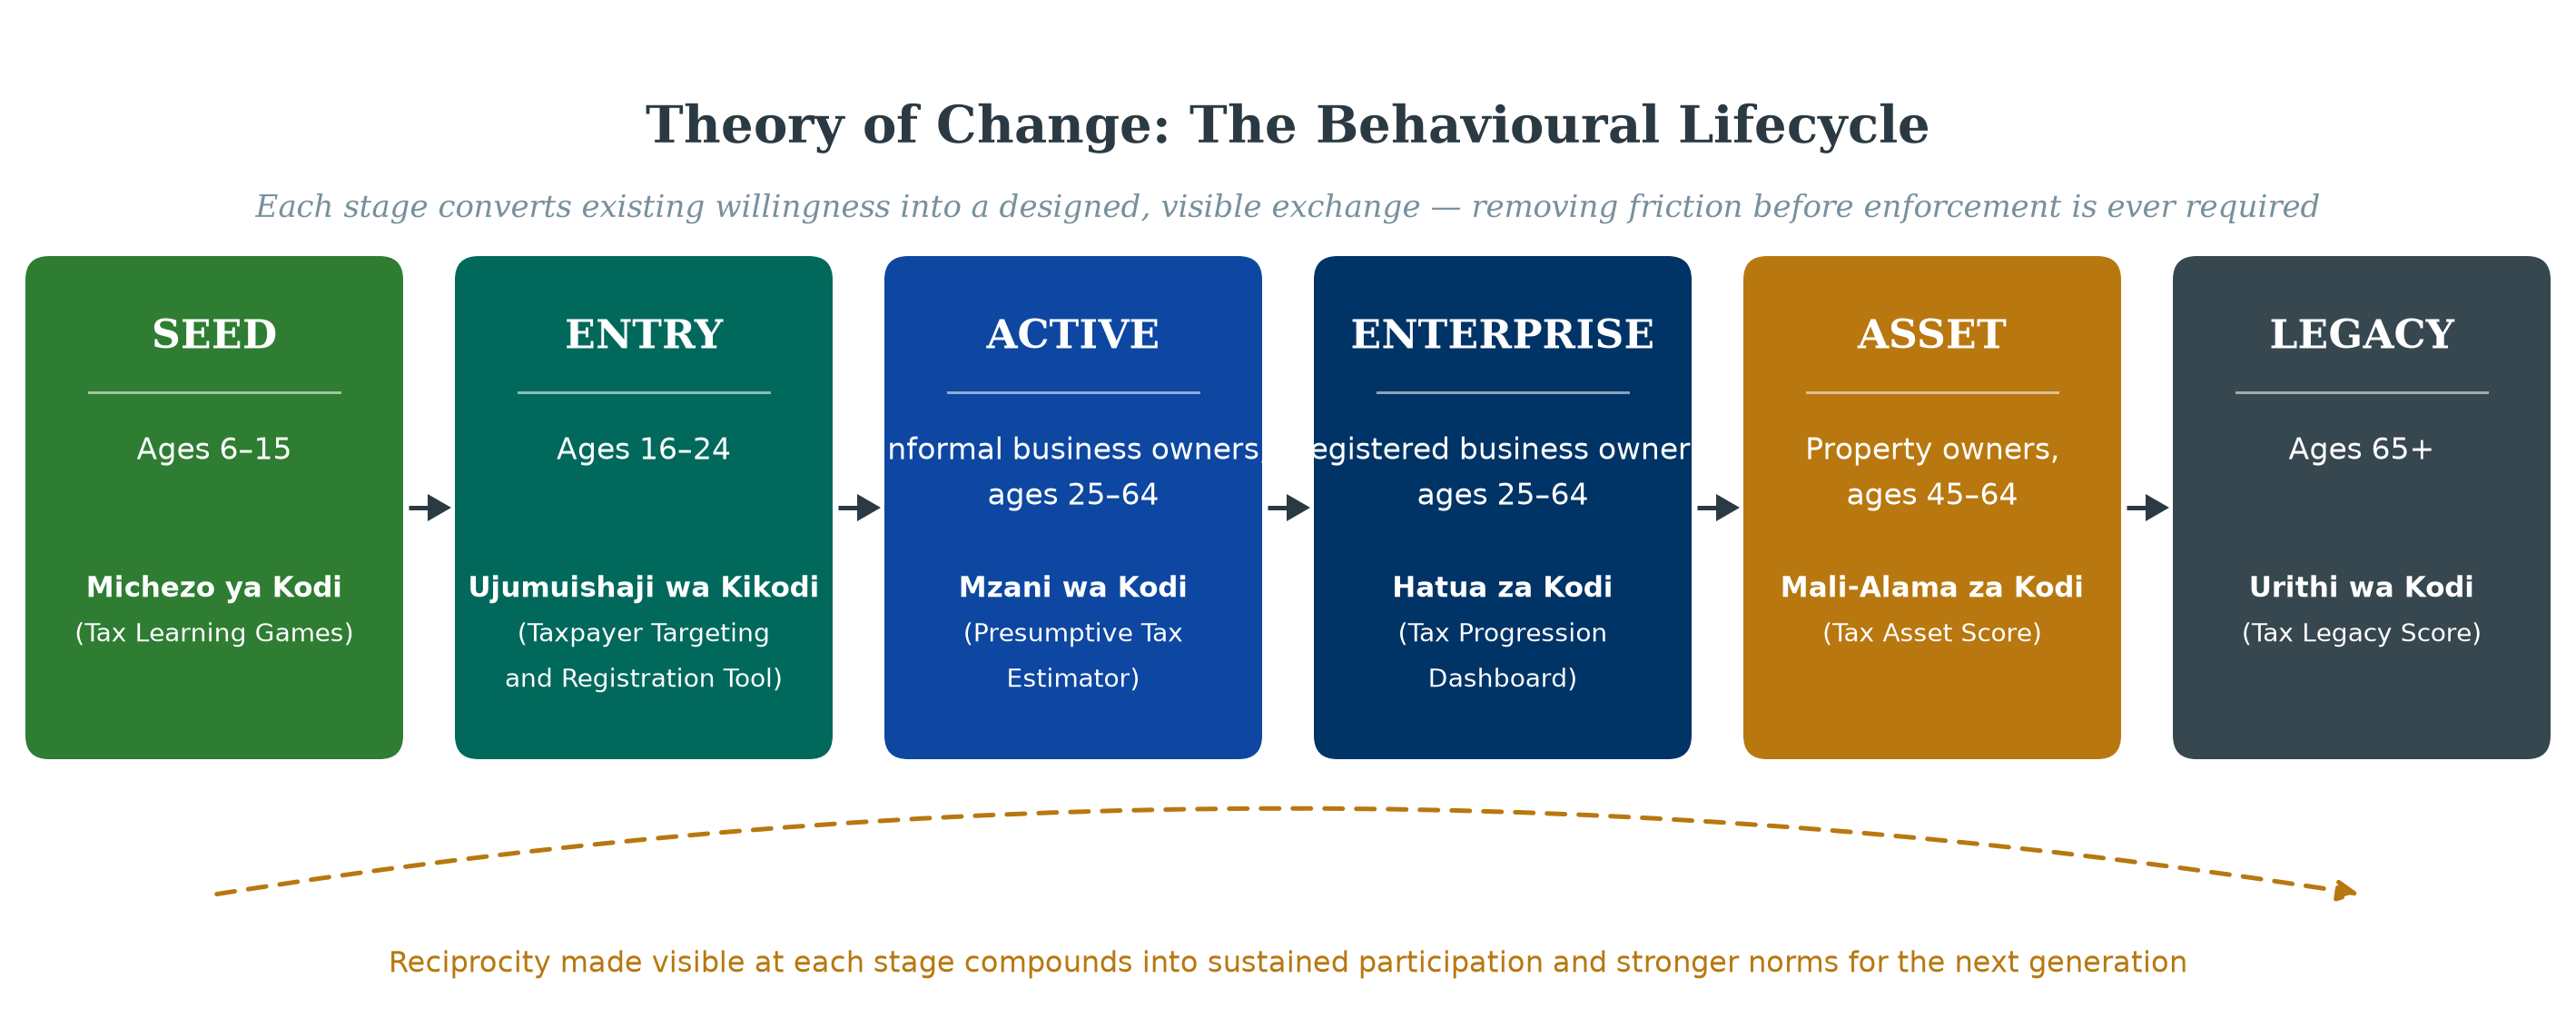 Theory of Change: The Behavioural Lifecycle
Each stage converts existing willingness into a designed, visible exchange — removing friction before enforcement is ever required
SEED
Ages 6–15
Michezo ya Kodi
(Tax Learning Games)
ENTRY
Ages 16–24
Ujumuishaji wa Kikodi
(Taxpayer Targeting
and Registration Tool)
ACTIVE
nformal business owners,
ages 25–64
Mzani wa Kodi
(Presumptive Tax
Estimator)
ENTERPRISE
egistered business owner
ages 25–64
Hatua za Kodi
(Tax Progression
Dashboard)
ASSET
Property owners,
ages 45–64
Mali-Alama za Kodi
(Tax Asset Score)
LEGACY
Ages 65+
Urithi wa Kodi
(Tax Legacy Score)
Reciprocity made visible at each stage compounds into sustained participation and stronger norms for the next generation